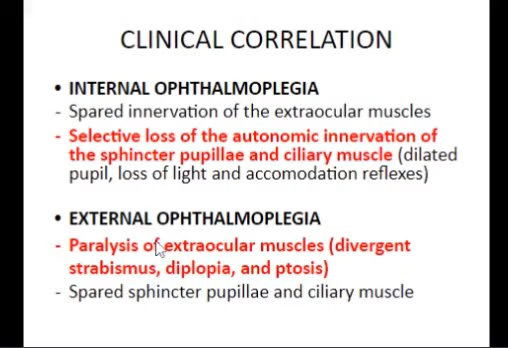 CLINICAL CORRELATION
• INTERNAL OPHTHALMOPLEGIA
- Spared innervation of the extraocular muscles
- Selective loss of the autonomic innervation of
the sphincter pupillae and ciliary muscle (dilated
pupil, loss of light and accomodation reflexes)
• EXTERNAL OPHTHALMOPLEGIA
- Paralysis of extraocular muscles (divergent
strabismus, diplopia, and ptosis)
- Spared sphincter pupillae and ciliary muscle